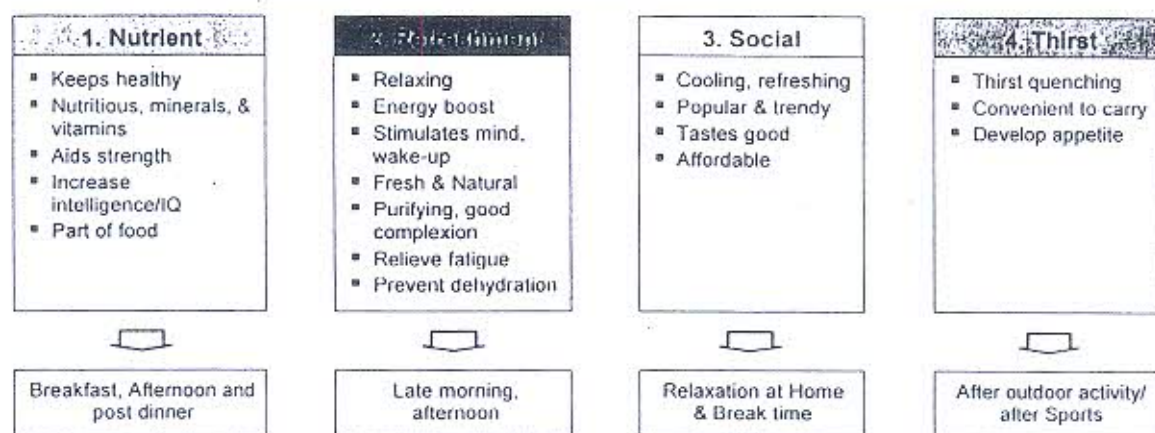 1. Nutrient
▪ Keeps healthy
▪ Nutritious, minerals, &
vitamins
▪ Aids strength
▪ Increase
intelligence/IQ
▪ Part of food
Breakfast, Afternoon and
post dinner
2. Refreshment
▪ Relaxing
▪ Energy boost
▪ Stimulates mind,
wake-up
▪ Fresh & Natural
▪ Purifying, good
complexion
▪ Relieve fatigue
▪ Prevent dehydration
Late morning,
afternoon
3. Social
▪ Cooling, refreshing
▪ Popular & trendy
▪ Tastes good
▪ Affordable
Relaxation at Home
& Break time
4. Thirst
▪ Thirst quenching
▪ Convenient to carry
▪ Develop appetite
After outdoor activity/
after Sports